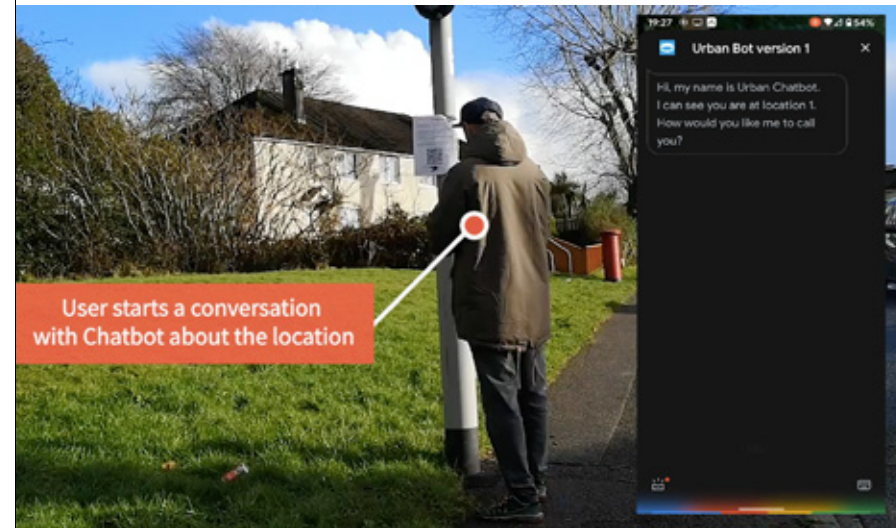 19:27
54%
Urban Bot version 1
Hi, my name is Urban Chatbot.
I can see you are at location 1.
How would you like me to call
you?
User starts a conversation
with Chatbot about the location